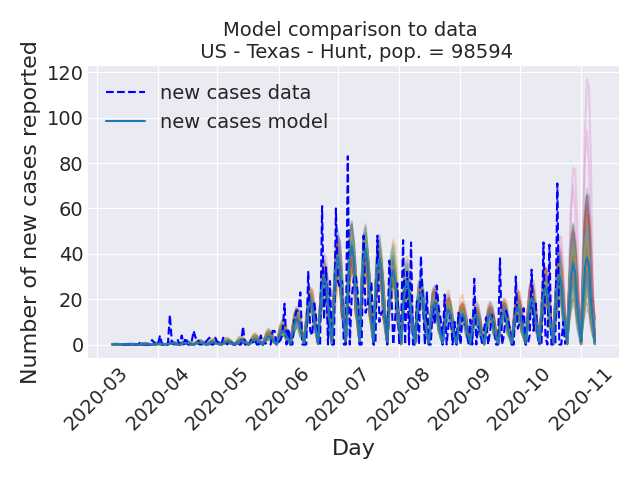 Model comparison to data
US - Texas - Hunt, pop. = 98594
Number of new cases reported
120
100
80
60
40
20
0
new cases data
new cases model
2020-03
2020-04
2020-05
2020-06
2020-07
2020-08
2020-09
2020-10
2020-11
Day